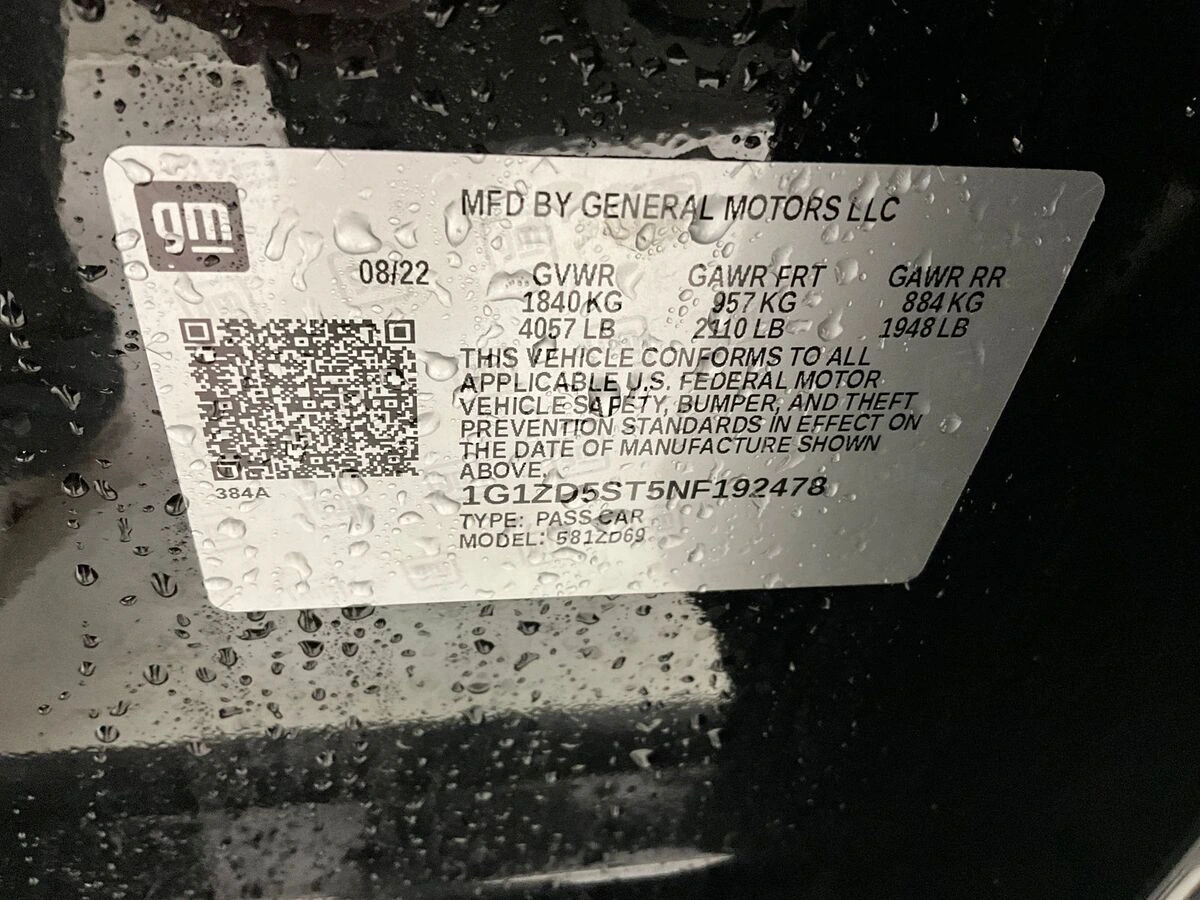 gm
MFD BY GENERAL MOTORS LLC
08/22
GVWR GAWR FRT GAWR RR
1840 KG 957 KG 884 KG
4057 LB 2110 LB 1948 LB
THIS VEHICLE CONFORMS TO ALL
APPLICABLE U.S. FEDERAL MOTOR
VEHICLE SAFETY, BUMPER, AND THEFT
PREVENTION STANDARDS IN EFFECT ON
THE DATE OF MANUFACTURE SHOWN
ABOVE.
384A
1G1ZD5ST5NF192478
TYPE: PASS CAR
MODEL: 581ZD69